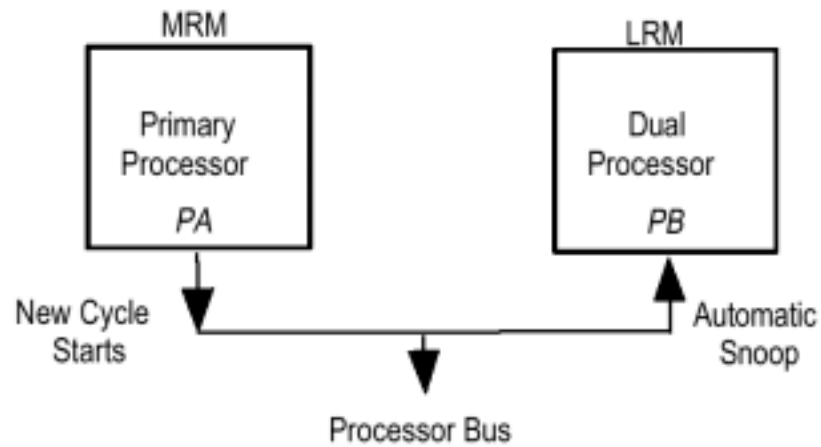 MRM
LRM
Primary
Processor
PA
Dual
Processor
PB
New Cycle
Starts
Automatic
Snoop
Processor Bus